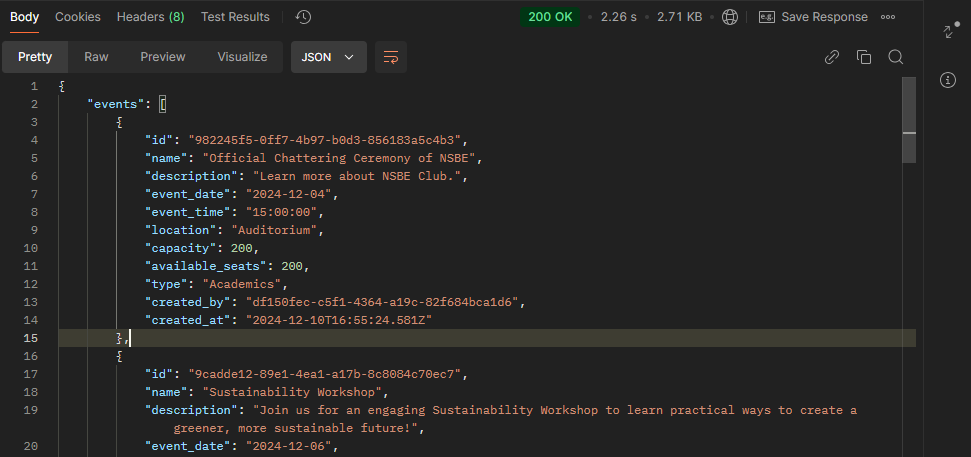 Body Cookies Headers (8) Test Results 200 OK • 2.26 s • 2.71 KB • e.g. Save Response
Pretty Raw Preview Visualize JSON
1 {
2 "events": [
3 {
4 "id": "982245f5-0ff7-4b97-b0d3-856183a5c4b3",
5 "name": "Official Chattering Ceremony of NSBE",
6 "description": "Learn more about NSBE Club.",
7 "event_date": "2024-12-04",
8 "event_time": "15:00:00",
9 "location": "Auditorium",
10 "capacity": 200,
11 "available_seats": 200,
12 "type": "Academics",
13 "created_by": "df150fec-c5f1-4364-a19c-82f684bca1d6",
14 "created_at": "2024-12-10T16:55:24.581Z"
15 },
16 {
17 "id": "9cadde12-89e1-4ea1-a17b-8c8084c70ec7",
18 "name": "Sustainability Workshop",
19 "description": "Join us for an engaging Sustainability Workshop to learn practical ways to create a
greener, more sustainable future!",
20 "event_date": "2024-12-06",